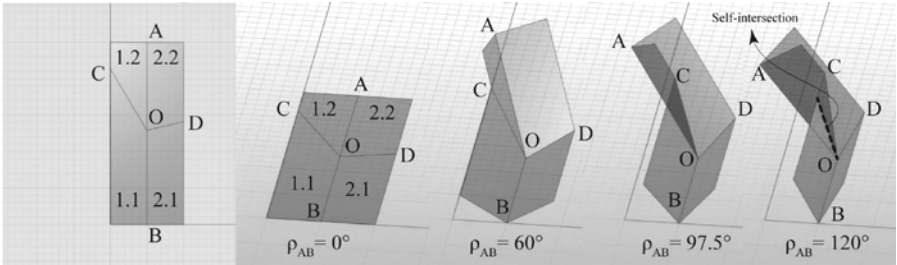 A
1.2 2.2
C
O
D
1.1 2.1
B
A
C 1.2 2.2
O
D
1.1 2.1
B
ρAB= 0°
A
C
D
O
B
ρAB= 60°
A
C
D
O
B
ρAB= 97.5°
Self-intersection
A
C
D
O
B
ρAB= 120°